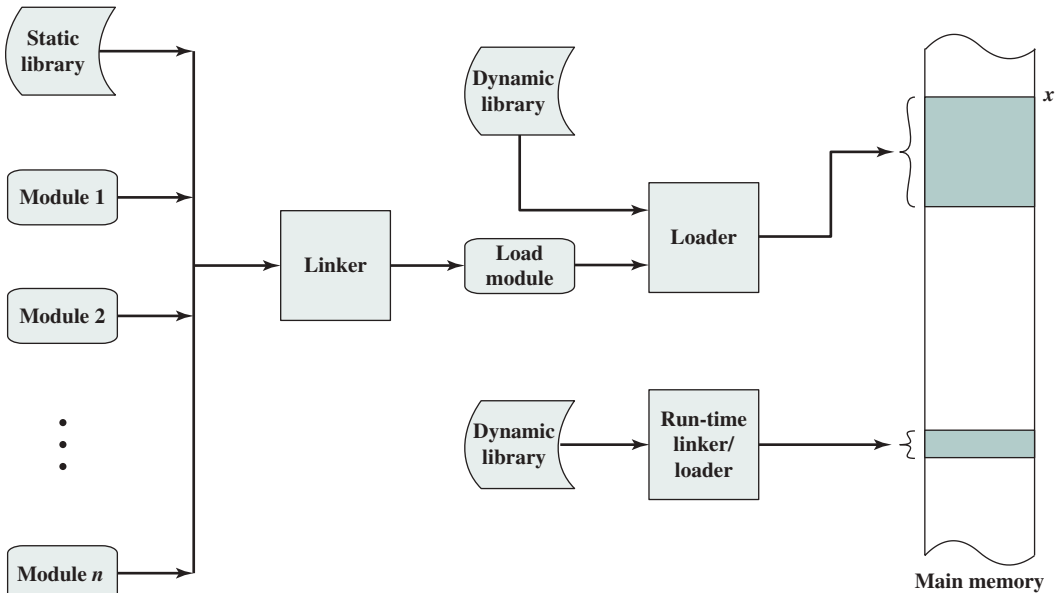 Static
library
Module 1
Module 2
Module n
Linker
Dynamic
library
Load
module
Loader
Dynamic
library
Run-time
linker/
loader
x
Main memory